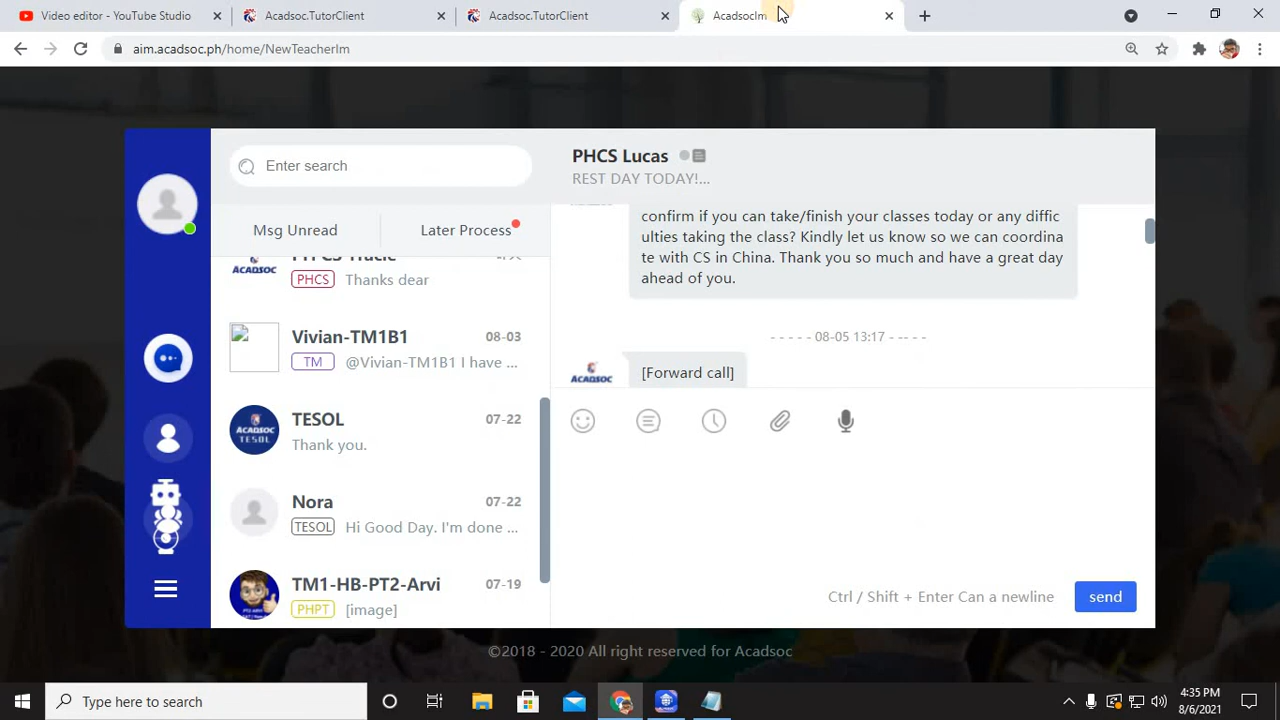 Video editor - YouTube Studio
Acadsoc.TutorClient
Acadsoc.TutorClient
AcadsocIm
aim.acadsoc.ph/home/NewTeacherIm
Enter search
Msg Unread
Later Process
PHCS
Thanks dear
Vivian-TM1B1
08-03
TM
@Vivian-TM1B1 I have ...
TESOL
07-22
ACADSOC
TESOL
Thank you.
Nora
07-22
TESOL
Hi Good Day. I'm done ...
TM1-HB-PT2-Arvi
07-19
PHPT
[image]
PHCS Lucas
REST DAY TODAY!...
confirm if you can take/finish your classes today or any diffic
ulties taking the class? Kindly let us know so we can coordina
te with CS in China. Thank you so much and have a great day
ahead of you.
- - - - - 08-05 13:17 - - -- -
ACADSOC
[Forward call]
Ctrl / Shift + Enter Can a newline
send
©2018 - 2020 All right reserved for Acadsoc
Type here to search
4:35 PM
8/6/2021